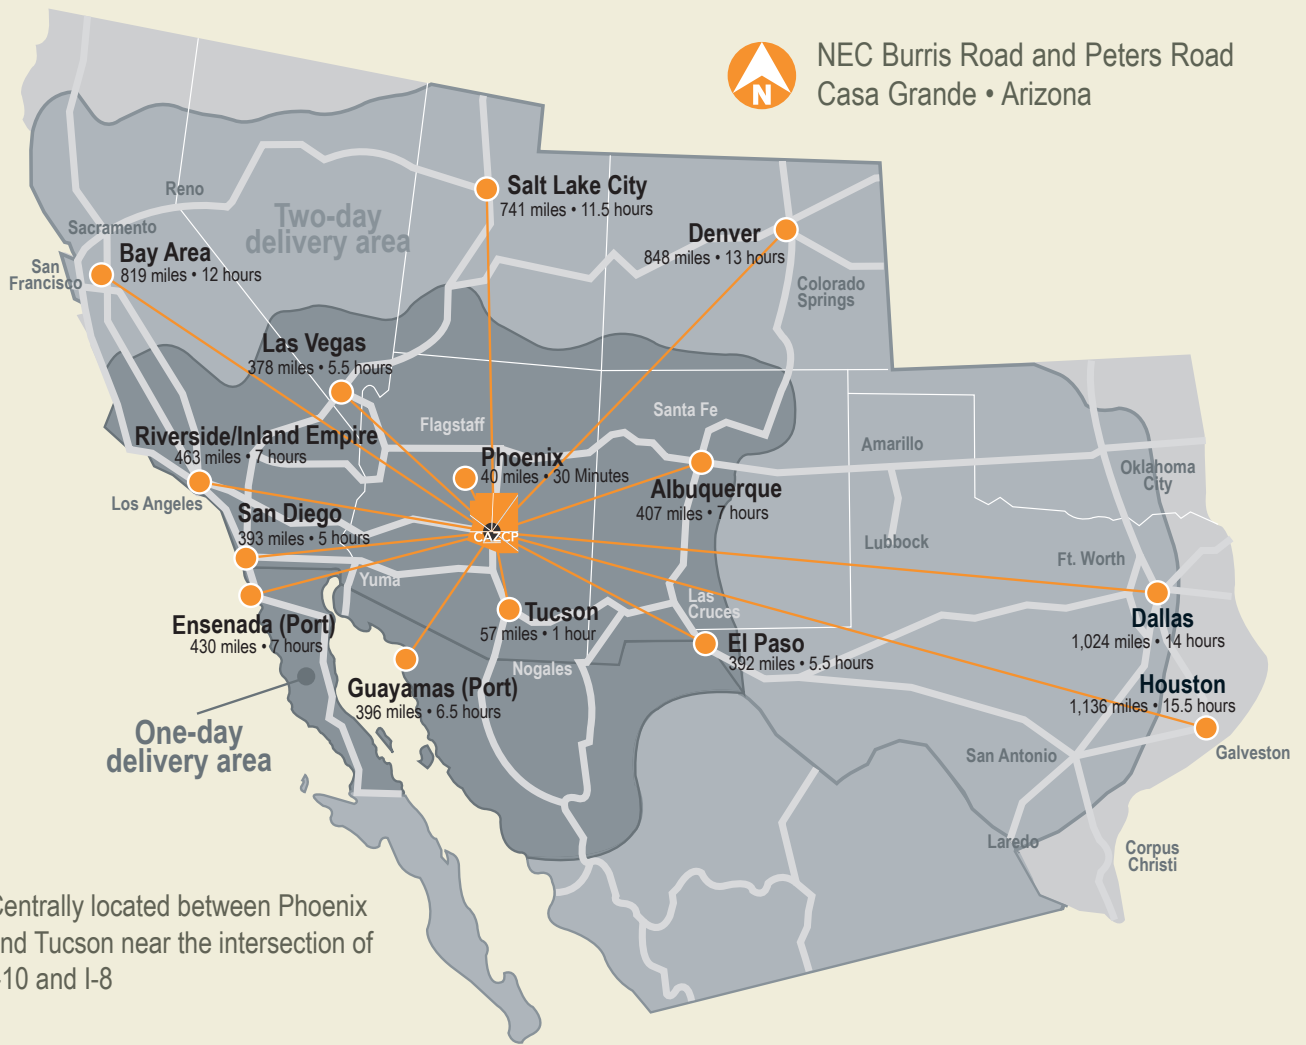 NEC Burris Road and Peters Road
Casa Grande • Arizona
N
Reno
Two-day
delivery area
Salt Lake City
741 miles • 11.5 hours
Denver
848 miles • 13 hours
Sacramento
Bay Area
819 miles • 12 hours
San
Francisco
Colorado
Springs
Las Vegas
378 miles • 5.5 hours
Flagstaff
Santa Fe
Riverside/Inland Empire
463 miles • 7 hours
Phoenix
40 miles • 30 Minutes
Amarillo
Oklahoma
City
Albuquerque
407 miles • 7 hours
Los Angeles
San Diego
393 miles • 5 hours
CAZCP
Lubbock
Ft. Worth
Yuma
Las
Cruces
Ensenada (Port)
430 miles • 7 hours
Tucson
57 miles • 1 hour
El Paso
392 miles • 5.5 hours
Dallas
1,024 miles • 14 hours
Nogales
Guayamas (Port)
396 miles • 6.5 hours
Houston
1,136 miles • 15.5 hours
One-day
delivery area
San Antonio
Galveston
Laredo
Corpus
Christi
Centrally located between Phoenix
nd Tucson near the intersection of
-10 and I-8